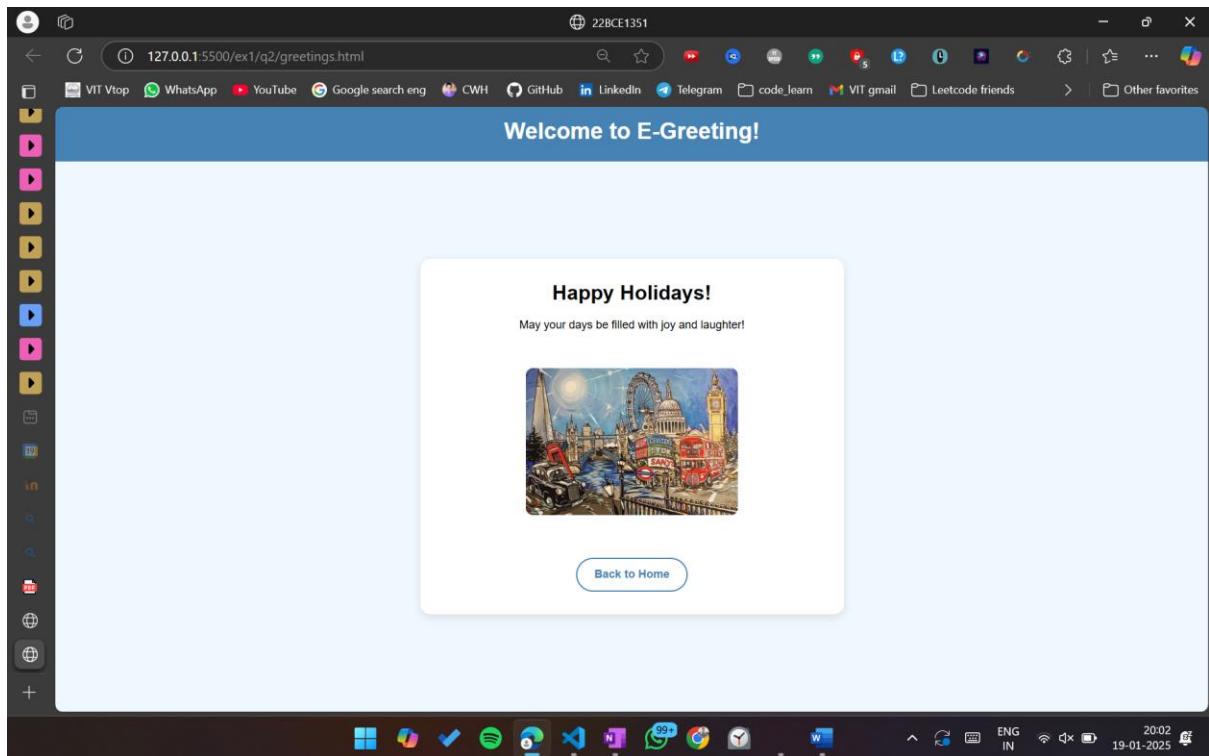 22BCE1351
127.0.0.1:5500/ex1/q2/greetings.html
5
VIT Vtop WhatsApp YouTube Google search eng CWH GitHub LinkedIn Telegram code_learn VIT gmail Leetcode friends Other favorites
Welcome to E-Greeting!
Happy Holidays!
May your days be filled with joy and laughter!
Back to Home
99+
ENG
IN
20:02
19-01-2025